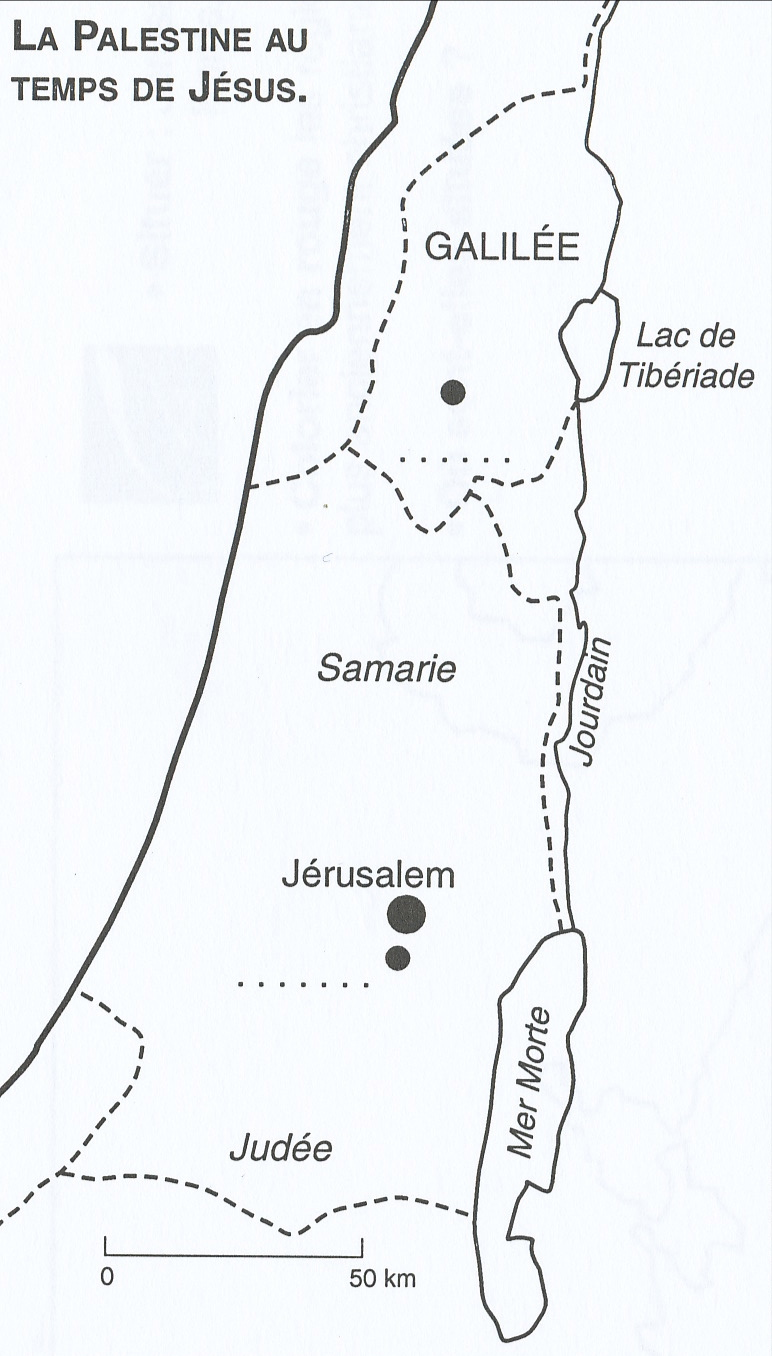 LA PALESTINE AU
TEMPS DE JÉSUS.
GALILÉE
Lac de
Tibériade
. . . . . .
Samarie
Jourdain
Jérusalem
. . . . . . .
Mer Morte
Judée
0 50 km